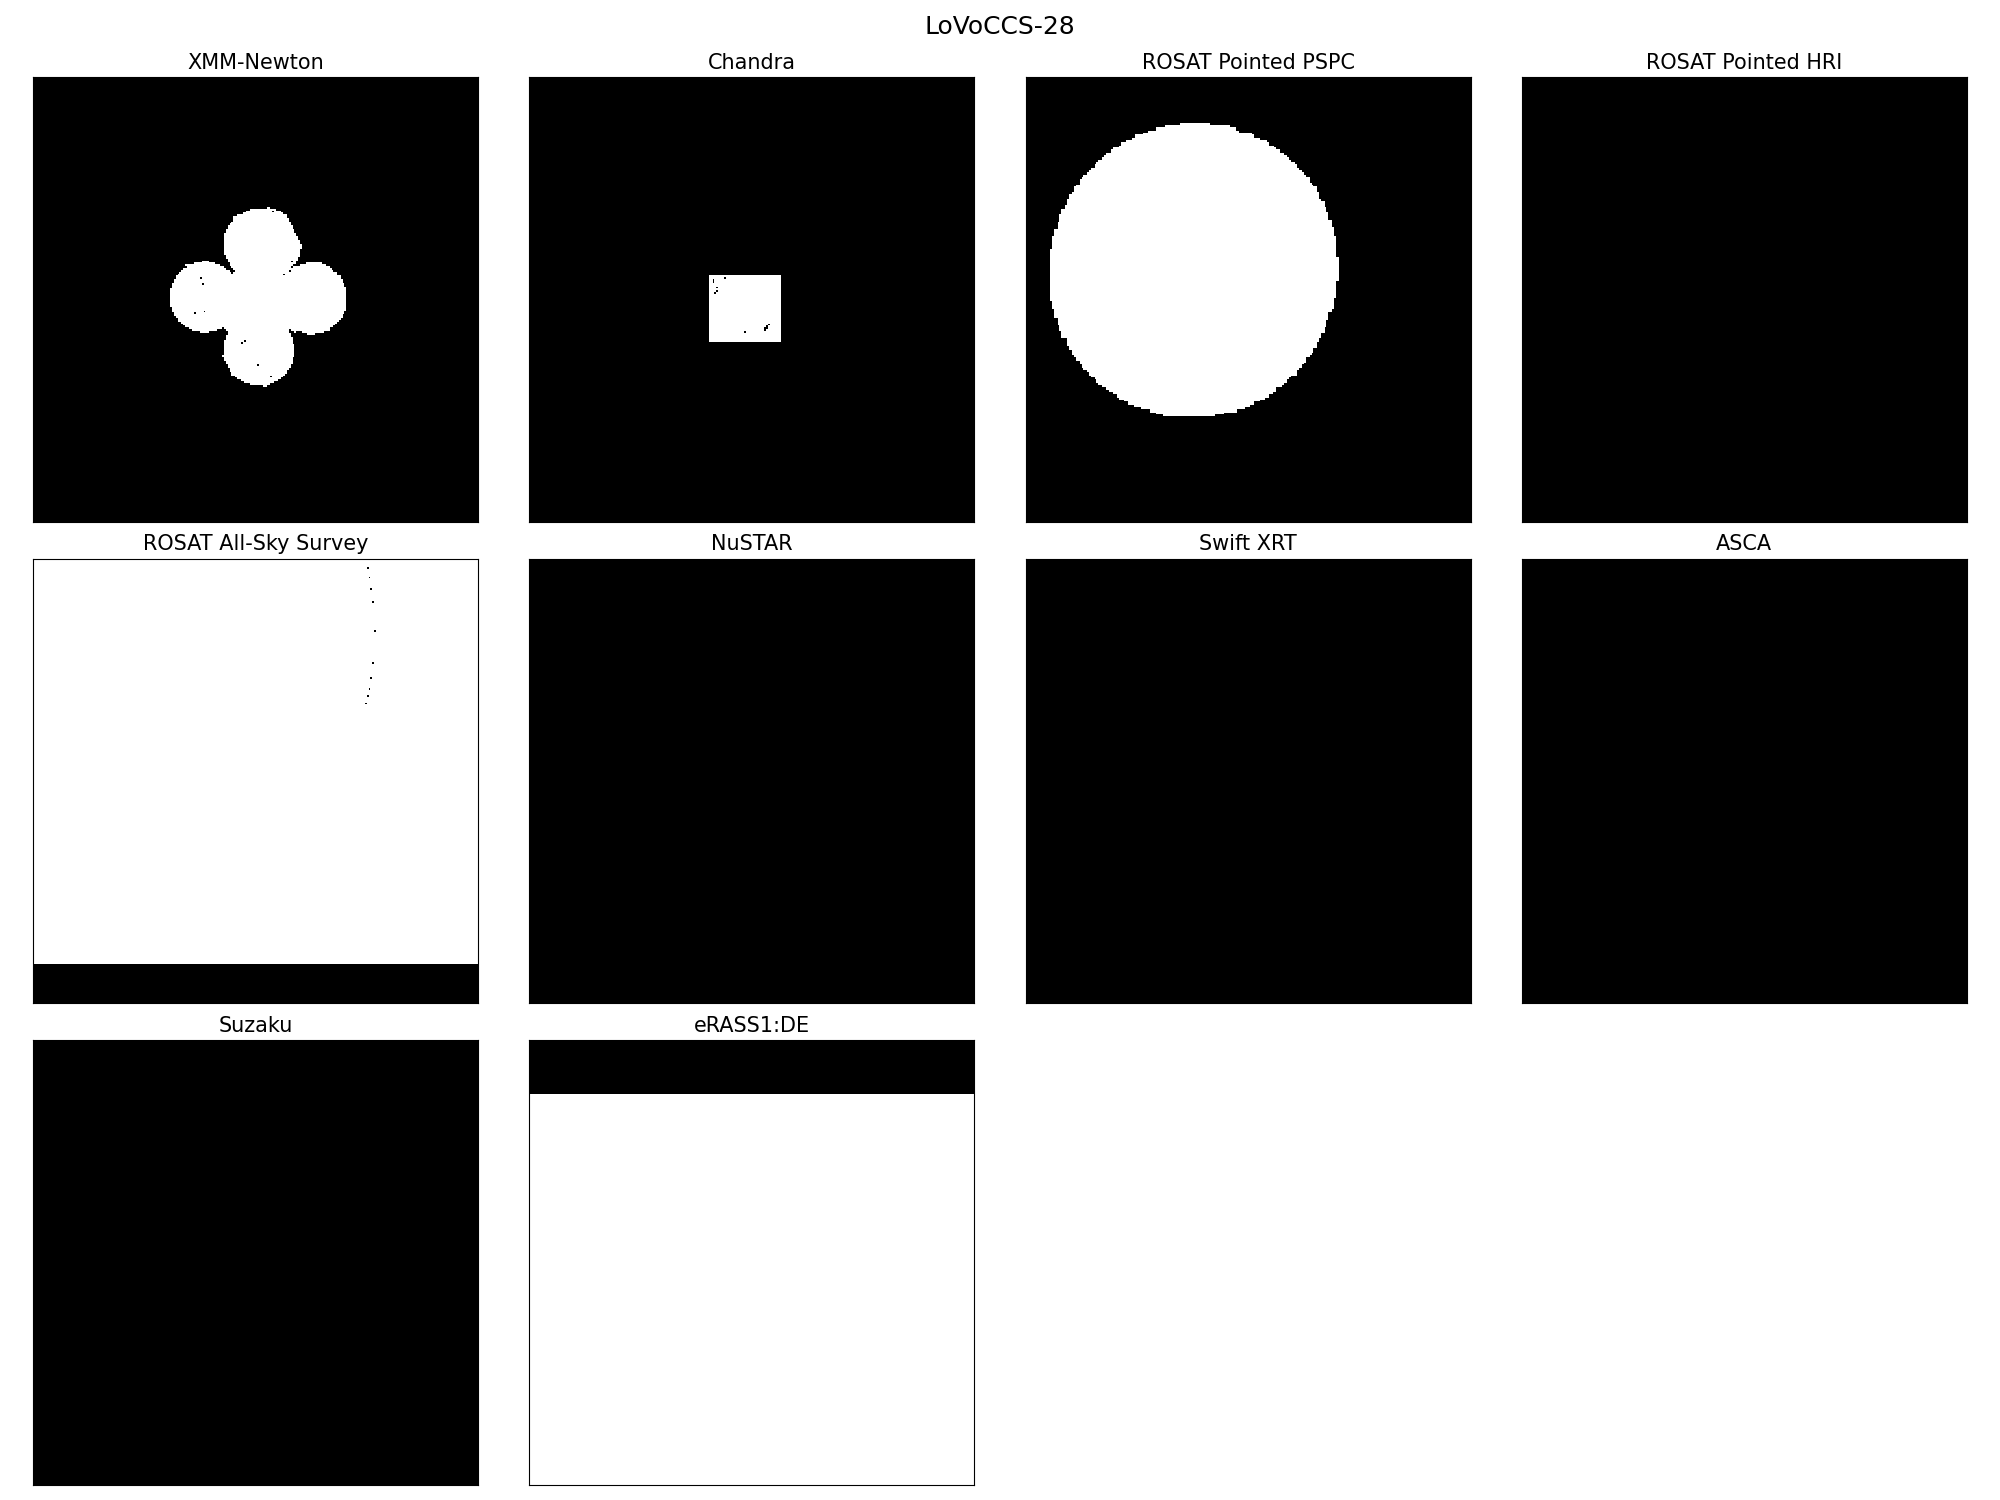 LoVoCCS-28
XMM-Newton
Chandra
ROSAT Pointed PSPC
ROSAT Pointed HRI
ROSAT All-Sky Survey
NuSTAR
Swift XRT
ASCA
Suzaku
eRASS1:DE